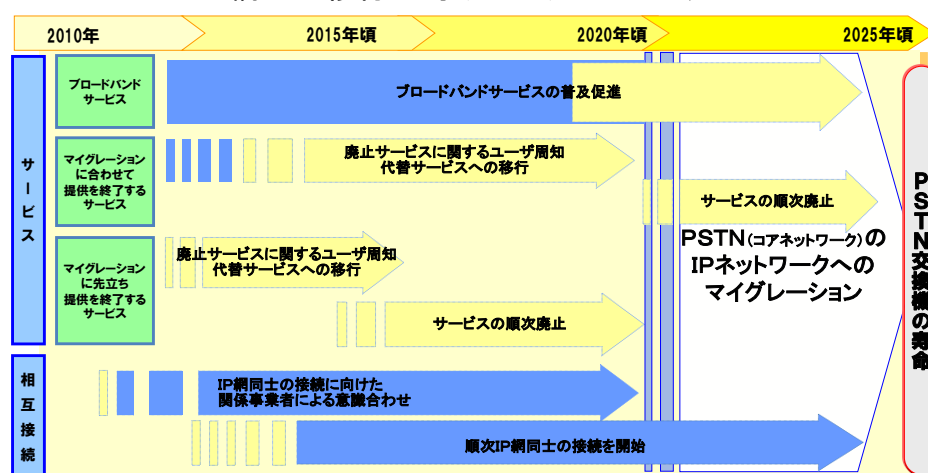 2010年
2015年頃
2020年頃
2025年頃
サービス
ブロードバンド
サービス
ブロードバンドサービスの普及促進
マイグレーション
に合わせて
提供を終了する
サービス
廃止サービスに関するユーザ周知
代替サービスへの移行
サービスの順次廃止
PSTN(コアネットワーク)の
IPネットワークへの
マイグレーション
マイグレーション
に先立ち
提供を終了する
サービス
廃止サービスに関するユーザ周知
代替サービスへの移行
サービスの順次廃止
相互接続
IP網同士の接続に向けた
関係事業者による意識合わせ
順次IP網同士の接続を開始
PSTN交換機の寿命